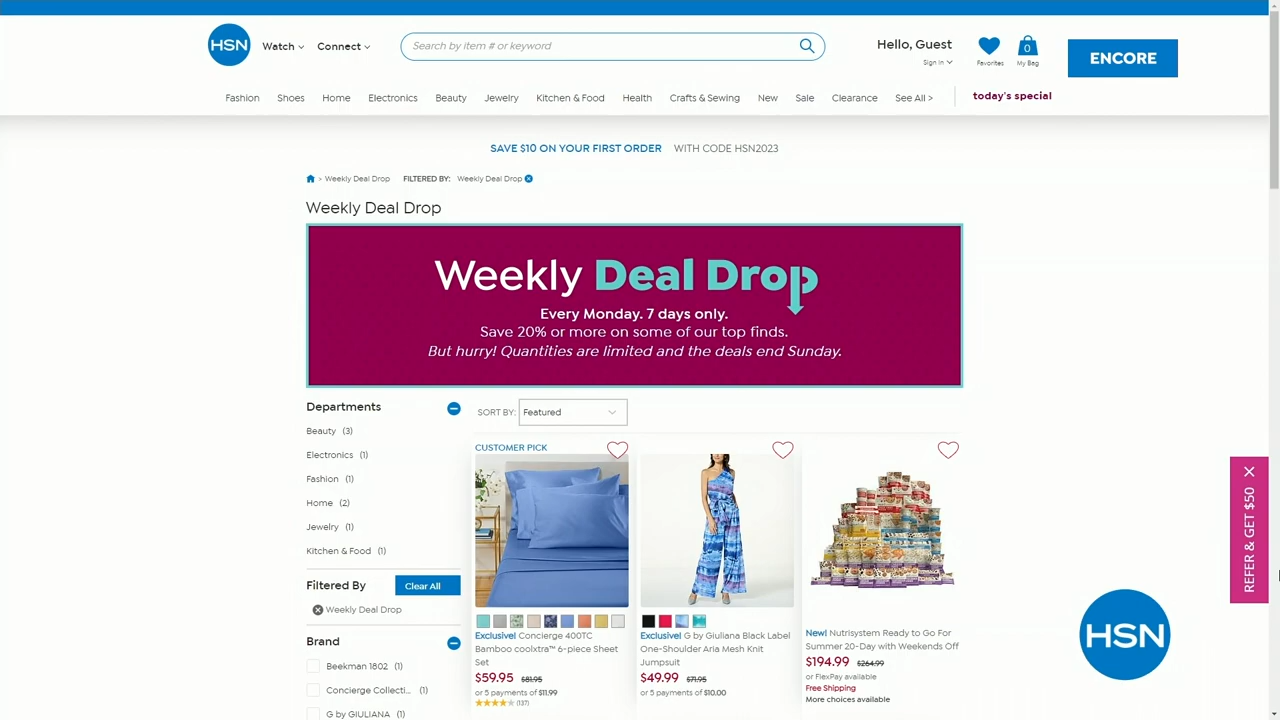 HSN
Watch
Connect
Search by item # or keyword
Hello, Guest
Sign In
Favorites
0
My Bag
ENCORE
Fashion
Shoes
Home
Electronics
Beauty
Jewelry
Kitchen & Food
Health
Crafts & Sewing
New
Sale
Clearance
See All >
today's special
SAVE $10 ON YOUR FIRST ORDER WITH CODE HSN2023
> Weekly Deal Drop FILTERED BY: Weekly Deal Drop
Weekly Deal Drop
Weekly Deal Drop
Every Monday. 7 days only.
Save 20% or more on some of our top finds.
But hurry! Quantities are limited and the deals end Sunday.
Departments
Beauty (3)
Electronics (1)
Fashion (1)
Home (2)
Jewelry (1)
Kitchen & Food (1)
Filtered By
Clear All
Weekly Deal Drop
Brand
Beekman 1802 (1)
Concierge Collecti... (1)
G by GIULIANA (1)
SORT BY: Featured
CUSTOMER PICK
Exclusive! Concierge 400TC
Bamboo coolxtra™ 6-piece Sheet
Set
$59.95 $81.95
or 5 payments of $11.99
(137)
Exclusive! G by Giuliana Black Label
One-Shoulder Aria Mesh Knit
Jumpsuit
$49.99 $71.95
or 5 payments of $10.00
New! Nutrisystem Ready to Go For
Summer 20-Day with Weekends Off
$194.99 $264.99
or FlexPay available
Free Shipping
More choices available
REFER & GET $50
HSN